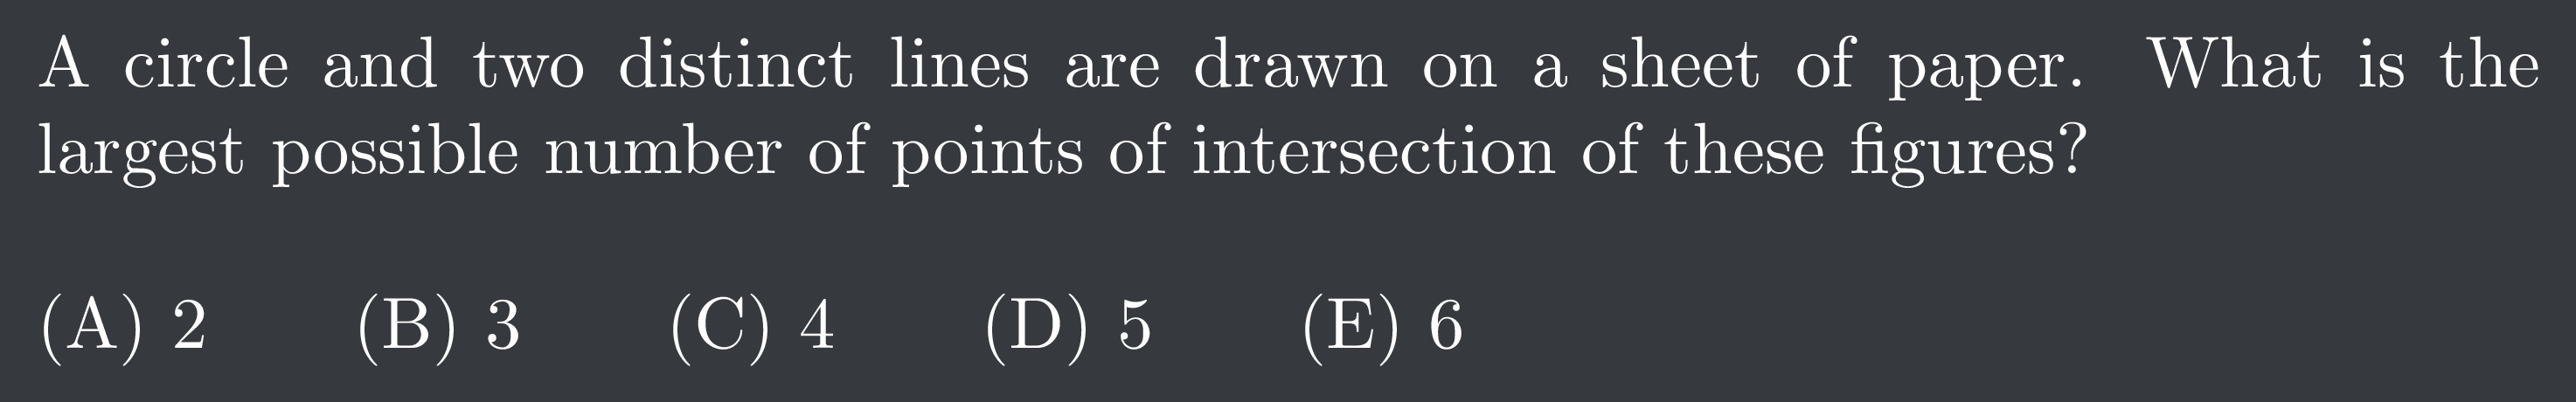 A circle and two distinct lines are drawn on a sheet of paper. What is the
largest possible number of points of intersection of these figures?
(A) 2 (B) 3 (C) 4 (D) 5 (E) 6